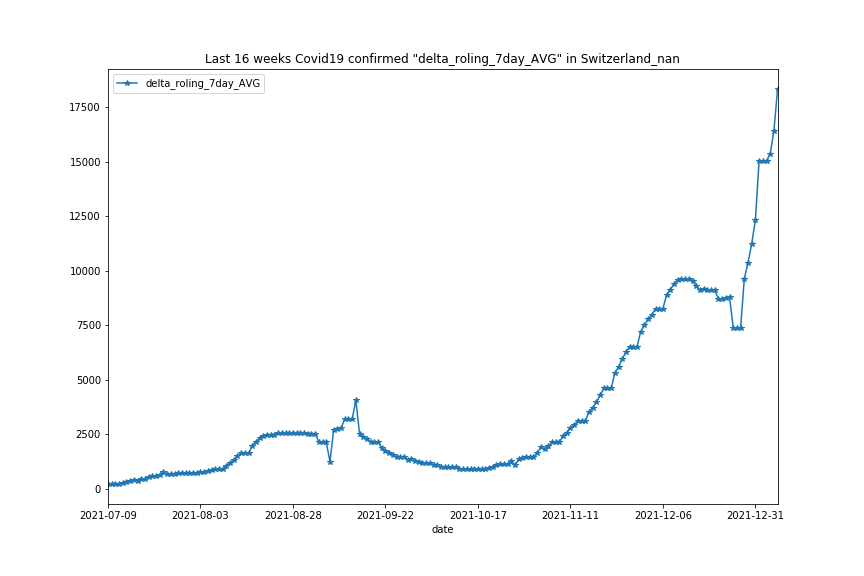 Last 16 weeks Covid19 confirmed "delta_roling_7day_AVG" in Switzerland_nan
delta_roling_7day_AVG
17500
15000
12500
10000
7500
5000
2500
0
2021-07-09 2021-08-03 2021-08-28 2021-09-22 2021-10-17 2021-11-11 2021-12-06 2021-12-31
date